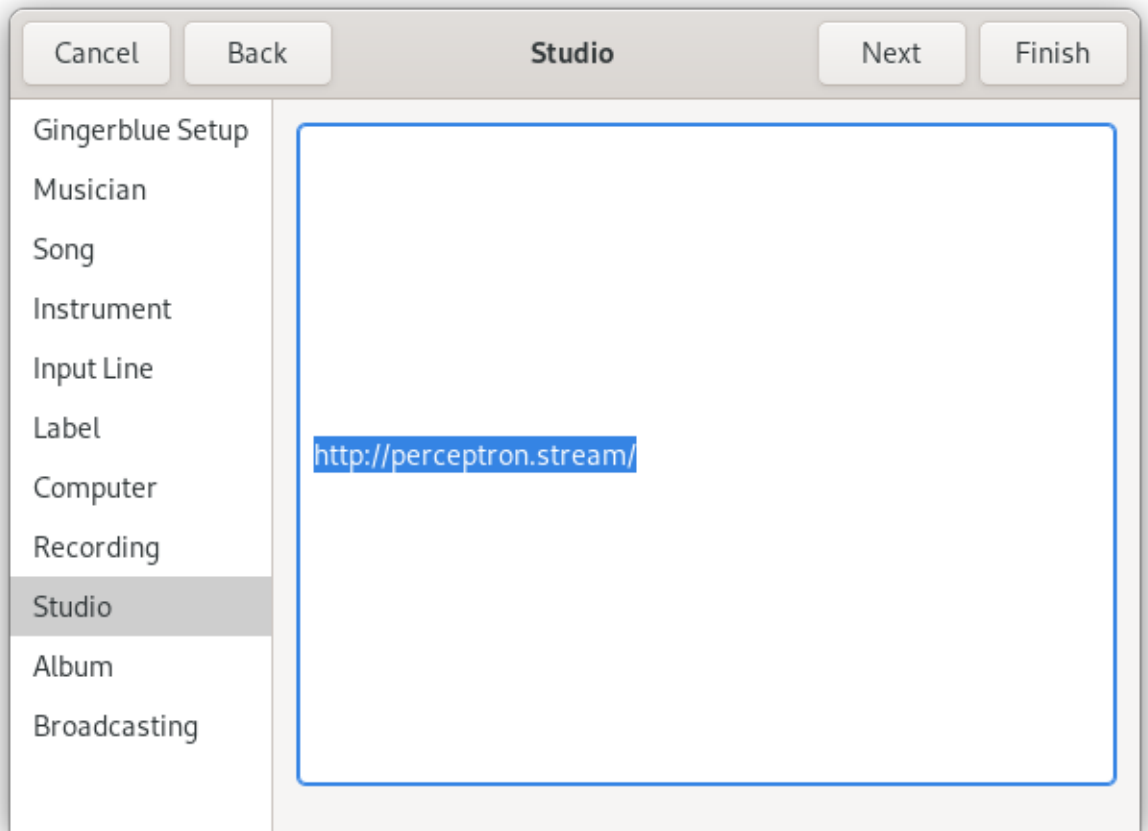 Cancel Back Studio Next Finish
Gingerblue Setup
Musician
Song
Instrument
Input Line
Label
Computer
Recording
Studio
Album
Broadcasting
http://perceptron.stream/